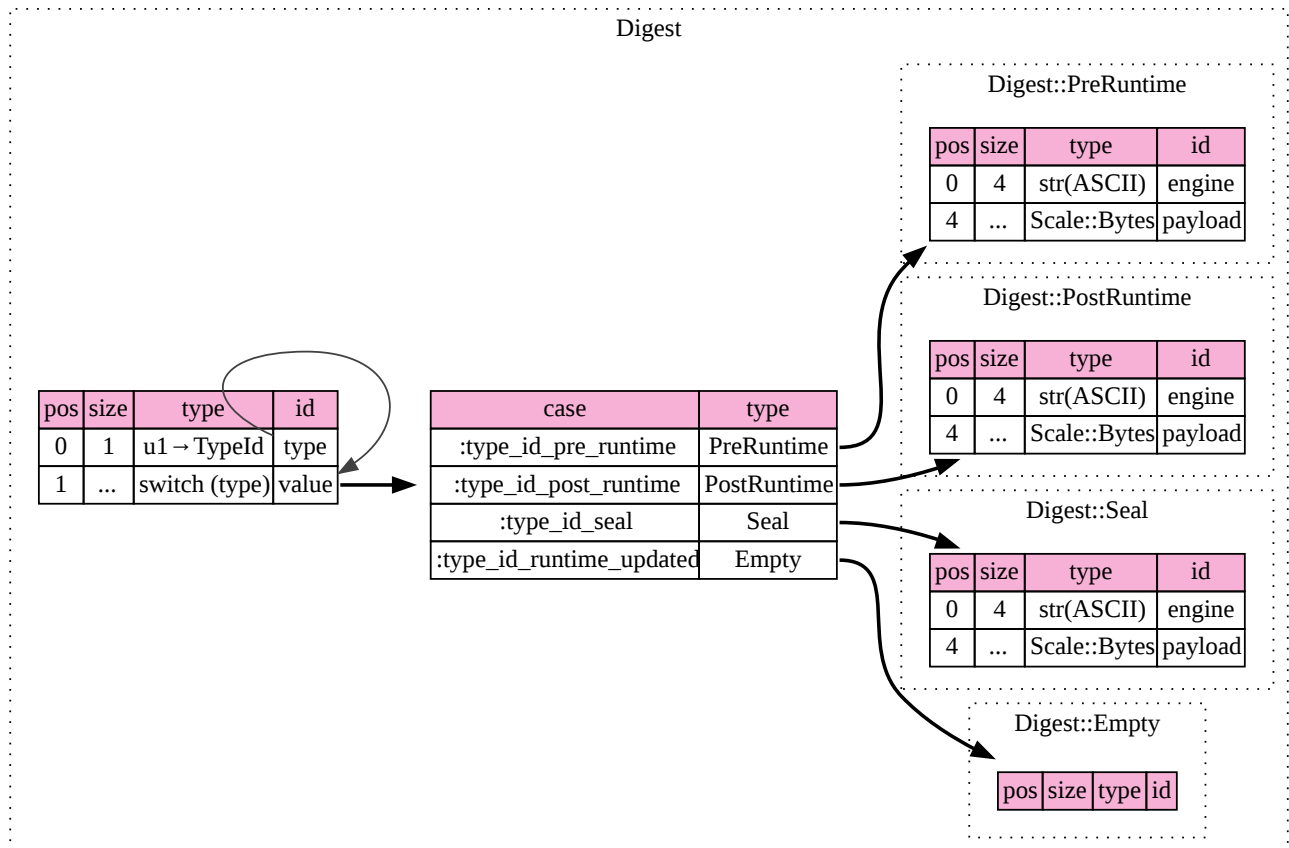 Digest
pos size type id
0 1 u1→TypeId type
1 ... switch (type) value
case type
:type_id_pre_runtime PreRuntime
:type_id_post_runtime PostRuntime
:type_id_seal Seal
:type_id_runtime_updated Empty
Digest::PreRuntime
pos size type id
0 4 str(ASCII) engine
4 ... Scale::Bytes payload
Digest::PostRuntime
pos size type id
0 4 str(ASCII) engine
4 ... Scale::Bytes payload
Digest::Seal
pos size type id
0 4 str(ASCII) engine
4 ... Scale::Bytes payload
Digest::Empty
pos size type id